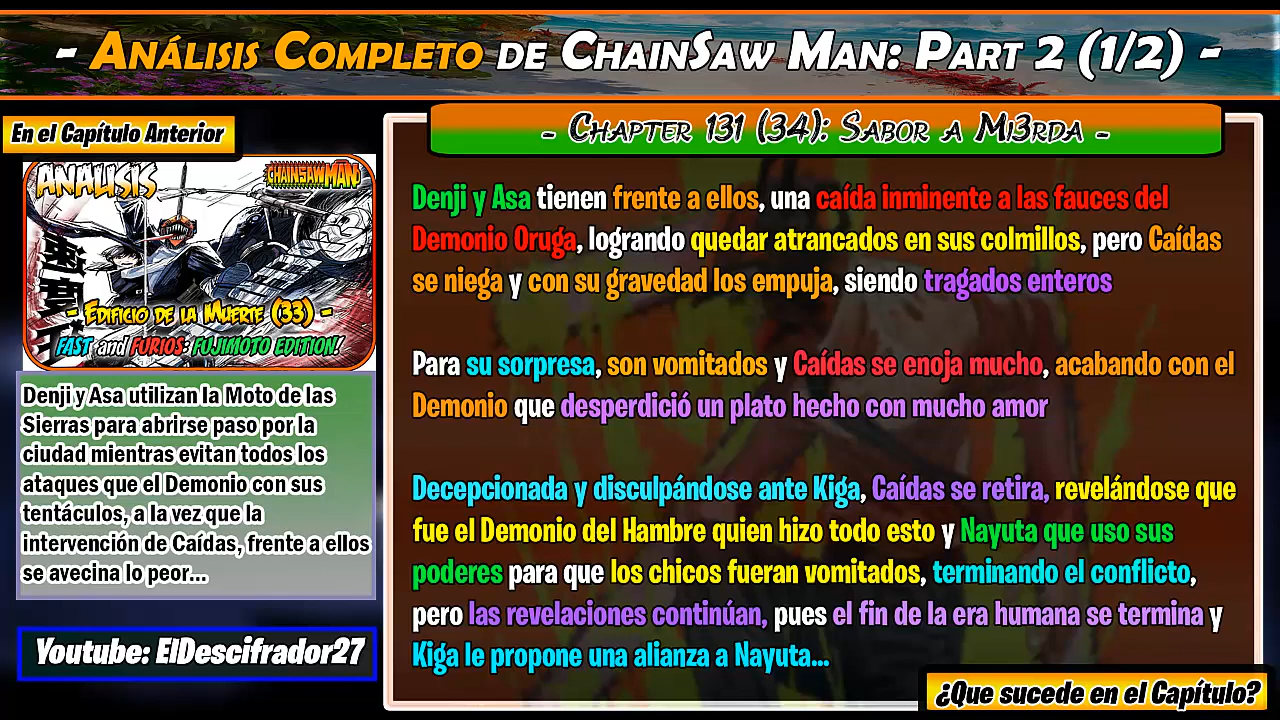 - Análisis Completo de ChainSaw Man: Part 2 (1/2) -
En el Capítulo Anterior
- Chapter 131 (34): Sabor a Mi3rda -
ANÁLISIS
CHAINSAWMAN
- Edificio de la Muerte (33) -
FAST and FURIOS: FUJIMOTO EDITION!
Denji y Asa utilizan la Moto de las
Sierras para abrirse paso por la
ciudad mientras evitan todos los
ataques que el Demonio con sus
tentáculos, a la vez que la
intervención de Caídas, frente a ellos
se avecina lo peor...
Youtube: ElDescifrador27
Denji y Asa tienen frente a ellos, una caída inminente a las fauces del
Demonio Oruga, logrando quedar atrancados en sus colmillos, pero Caídas
se niega y con su gravedad los empuja, siendo tragados enteros
Para su sorpresa, son vomitados y Caídas se enoja mucho, acabando con el
Demonio que desperdició un plato hecho con mucho amor
Decepcionada y disculpándose ante Kiga, Caídas se retira, revelándose que
fue el Demonio del Hambre quien hizo todo esto y Nayuta que uso sus
poderes para que los chicos fueran vomitados, terminando el conflicto,
pero las revelaciones continúan, pues el fin de la era humana se termina y
Kiga le propone una alianza a Nayuta...
¿Que sucede en el Capítulo?